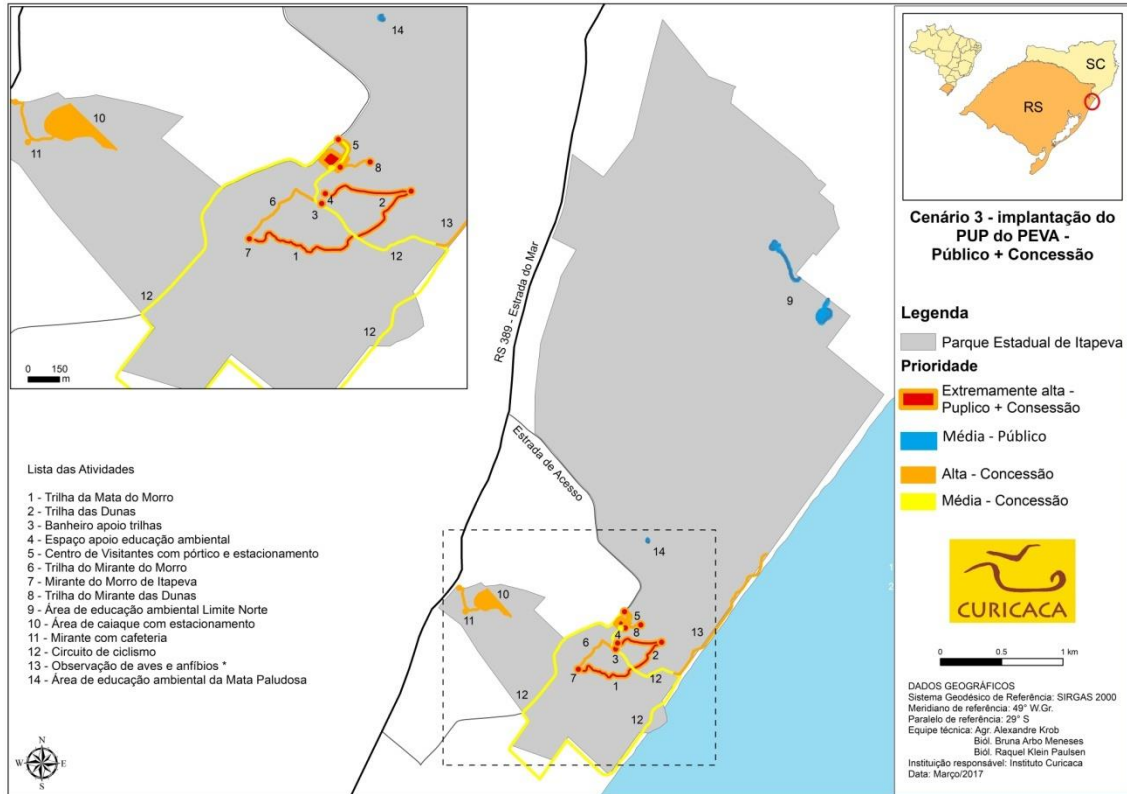 14
10
11
5
8
6
4
3
2
13
7
1
12
12
12
0 150
m
RS 389 - Estrada do Mar
Estrada de Acesso
9
14
10
11
5
8
4
6
3
2
13
7
1
12
12
12
1
2
Lista das Atividades
1 - Trilha da Mata do Morro
2 - Trilha das Dunas
3 - Banheiro apoio trilhas
4 - Espaço apoio educação ambiental
5 - Centro de Visitantes com pórtico e estacionamento
6 - Trilha do Mirante do Morro
7 - Mirante do Morro de Itapeva
8 - Trilha do Mirante das Dunas
9 - Área de educação ambiental Limite Norte
10 - Área de caiaque com estacionamento
11 - Mirante com cafeteria
12 - Circuito de ciclismo
13 - Observação de aves e anfíbios *
14 - Área de educação ambiental da Mata Paludosa
N
W E
S
SC
RS
Cenário 3 - implantação do
PUP do PEVA -
Público + Concessão
Legenda
Parque Estadual de Itapeva
Prioridade
Extremamente alta -
Puplico + Consessão
Média - Público
Alta - Concessão
Média - Concessão
CURICACA
0 0.5 1 km
DADOS GEOGRÁFICOS
Sistema Geodésico de Referência: SIRGAS 2000
Meridiano de referência: 49° W.Gr.
Paralelo de referência: 29° S
Equipe técnica: Agr. Alexandre Krob
Biól. Bruna Arbo Meneses
Biól. Raquel Klein Paulsen
Instituição responsável: Instituto Curicaca
Data: Março/2017